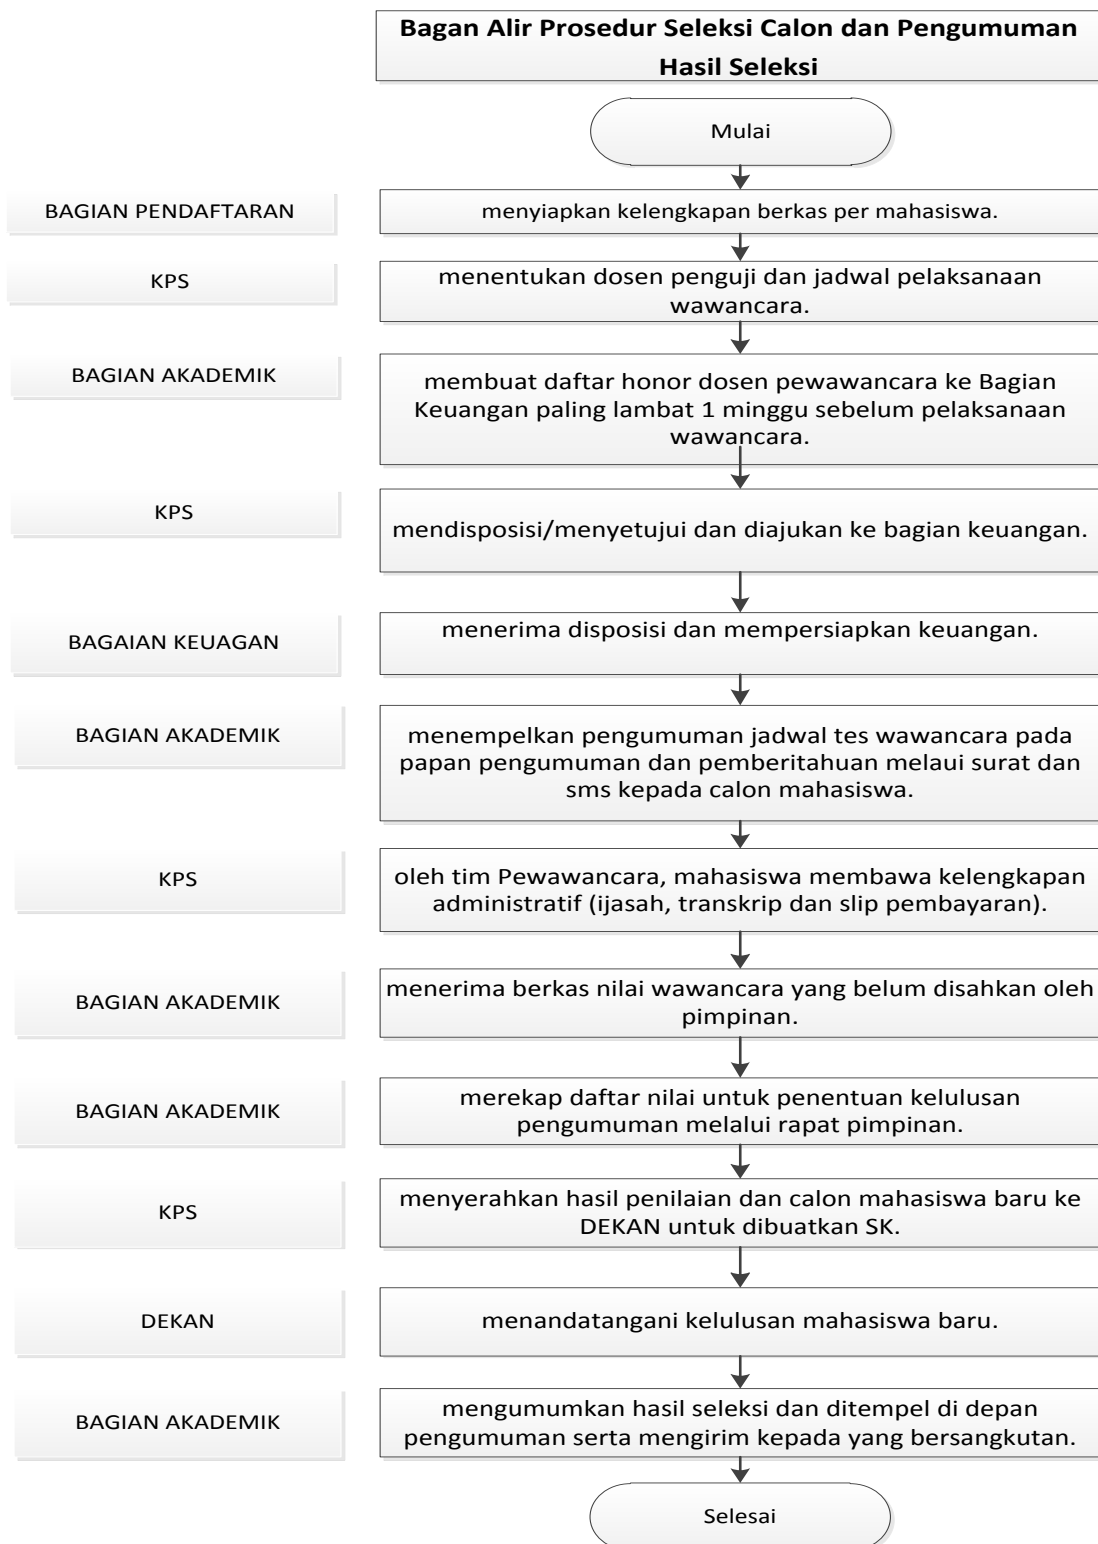 Bagan Alir Prosedur Seleksi Calon dan Pengumuman
Hasil Seleksi
Mulai
BAGIAN PENDAFTARAN
menyiapkan kelengkapan berkas per mahasiswa.
KPS
menentukan dosen penguji dan jadwal pelaksanaan
wawancara.
BAGIAN AKADEMIK
membuat daftar honor dosen pewawancara ke Bagian
Keuangan paling lambat 1 minggu sebelum pelaksanaan
wawancara.
KPS
mendisposisi/menyetujui dan diajukan ke bagian keuangan.
BAGAIAN KEUAGAN
menerima disposisi dan mempersiapkan keuangan.
BAGIAN AKADEMIK
menempelkan pengumuman jadwal tes wawancara pada
papan pengumuman dan pemberitahuan melaui surat dan
sms kepada calon mahasiswa.
KPS
oleh tim Pewawancara, mahasiswa membawa kelengkapan
administratif (ijasah, transkrip dan slip pembayaran).
BAGIAN AKADEMIK
menerima berkas nilai wawancara yang belum disahkan oleh
pimpinan.
BAGIAN AKADEMIK
merekap daftar nilai untuk penentuan kelulusan
pengumuman melalui rapat pimpinan.
KPS
menyerahkan hasil penilaian dan calon mahasiswa baru ke
DEKAN untuk dibuatkan SK.
DEKAN
menandatangani kelulusan mahasiswa baru.
BAGIAN AKADEMIK
mengumumkan hasil seleksi dan ditempel di depan
pengumuman serta mengirim kepada yang bersangkutan.
Selesai